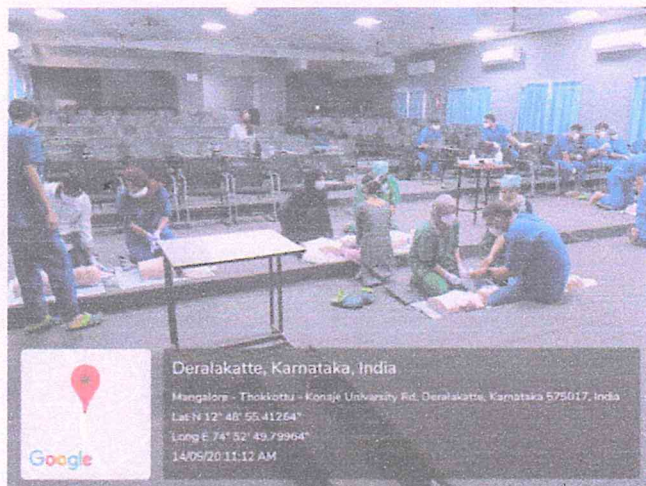 Deralakatte, Karnataka, India
Mangalore - Thokkottu - Konaje University Rd, Deralakatte, Karnataka 575017, India
Lat N 12° 48' 55.41264"
Long E 74° 52' 49.79964"
14/09/20 11:12 AM
Google